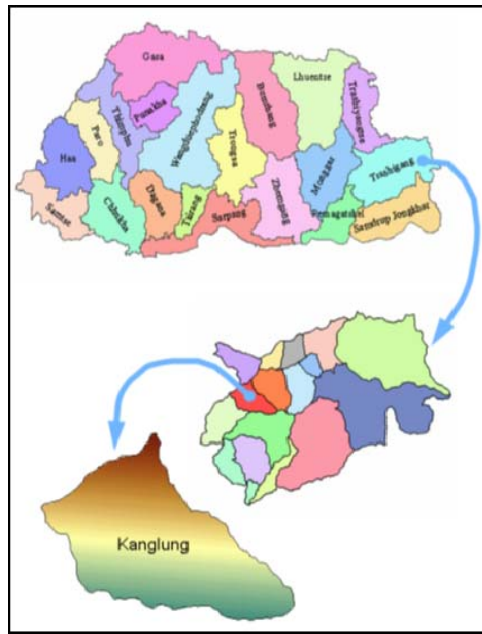 Gasa
Lhuentse
Bumthang
Trashiyangtse
Punakha
Thimphu
Wangduephodrang
Paro
Trongsa
Haa
Monggar
Trashigang
Zhemgang
Dagana
Tsirang
Samtse
Chhukha
Sarpang
Pemagatshel
Samdrup Jongkhar
Kanglung